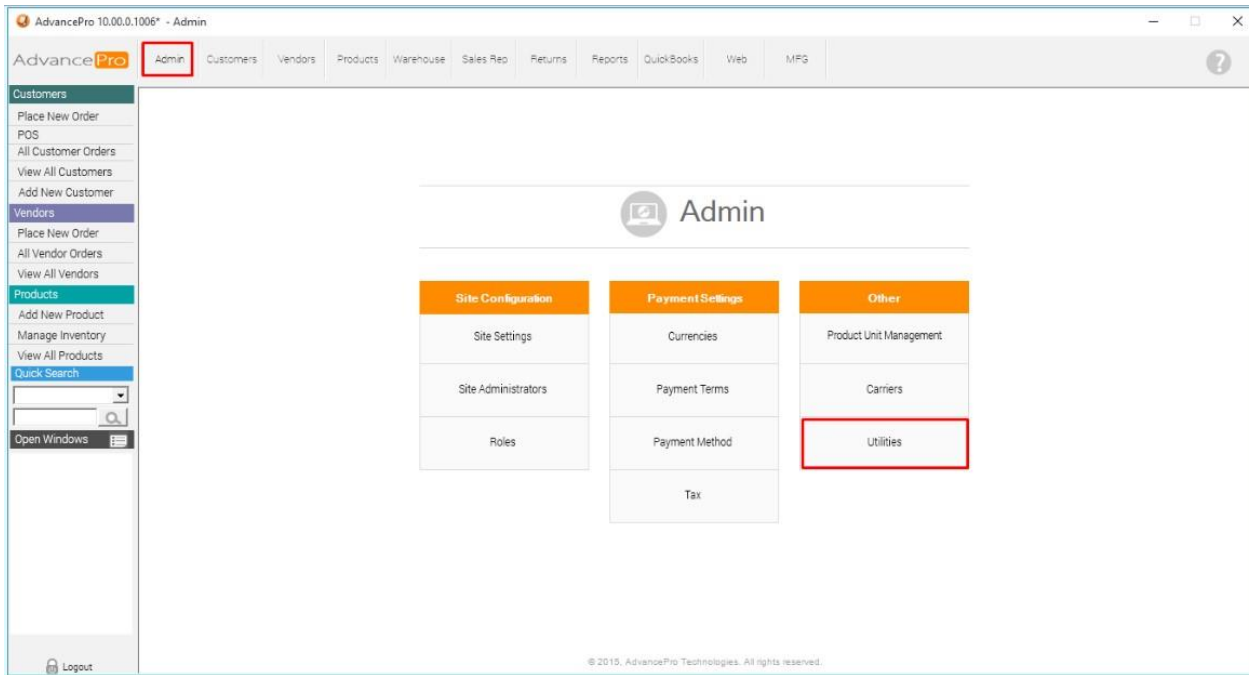 AdvancePro 10.00.0.1006* - Admin
AdvancePro
Admin Customers Vendors Products Warehouse Sales Rep Returns Reports QuickBooks Web MFG
?
Customers
Place New Order
POS
All Customer Orders
View All Customers
Add New Customer
Vendors
Place New Order
All Vendor Orders
View All Vendors
Products
Add New Product
Manage Inventory
View All Products
Quick Search
Open Windows
Logout
Admin
Site Configuration
Site Settings
Site Administrators
Roles
Payment Settings
Currencies
Payment Terms
Payment Method
Tax
Other
Product Unit Management
Carriers
Utilities
© 2015, AdvancePro Technologies. All rights reserved.